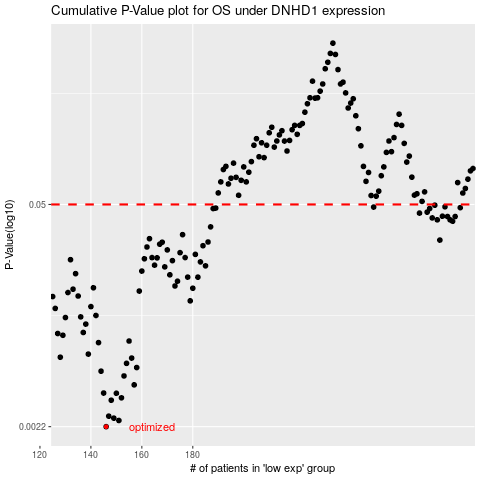 Cumulative P-Value plot for OS under DNHD1 expression
P-Value(log10)
0.05
0.0022
optimized
120 140 160 180
# of patients in 'low exp' group